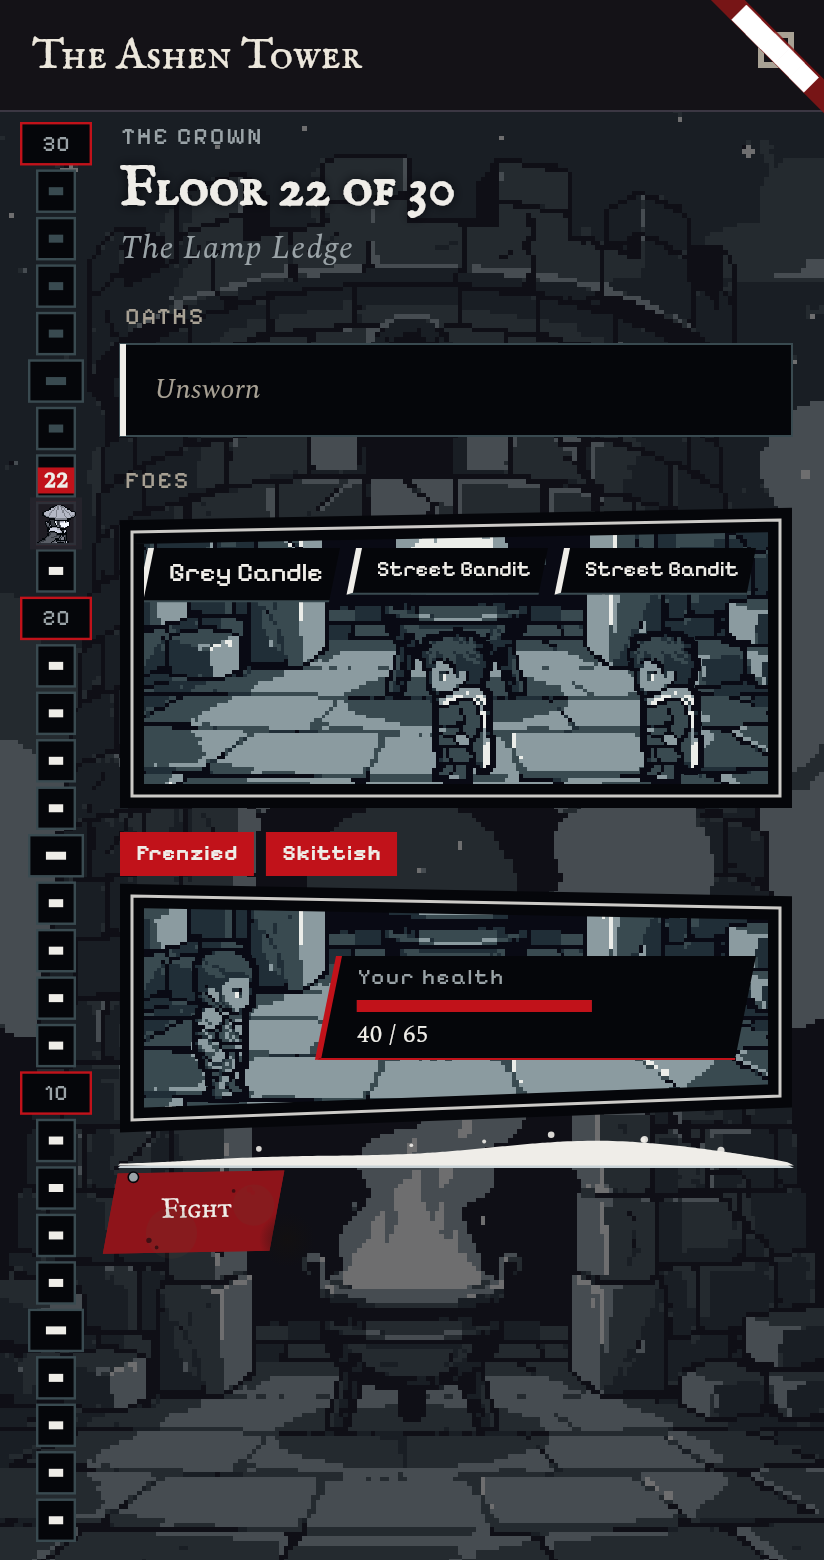 The Ashen Tower
30
THE CROWN
Floor 22 of 30
The Lamp Ledge
OATHS
Unsworn
22
FOES
Grey Candle
Street Bandit
Street Bandit
20
Frenzied
Skittish
Your health
40 / 65
10
Fight